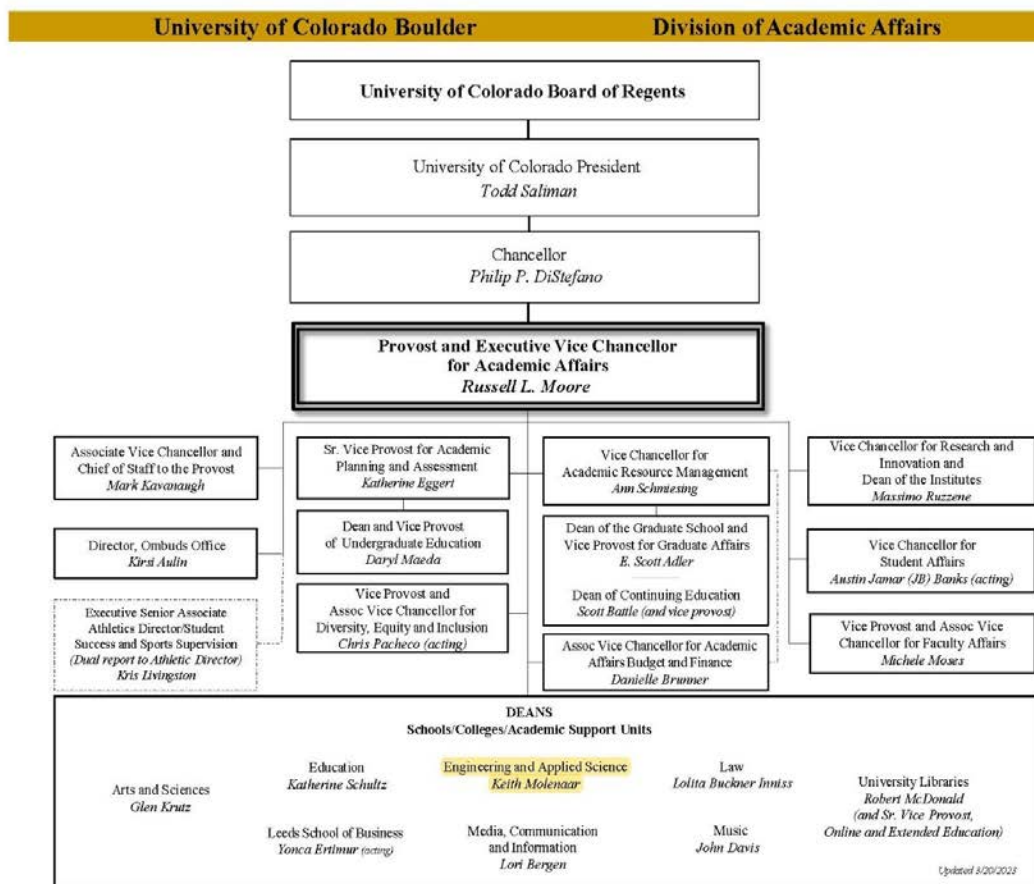 University of Colorado Boulder
Division of Academic Affairs
University of Colorado Board of Regents
University of Colorado President
Todd Saliman
Chancellor
Philip P. DiStefano
Provost and Executive Vice Chancellor
for Academic Affairs
Russell L. Moore
Associate Vice Chancellor and
Chief of Staff to the Provost
Mark Kavanaugh
Sr. Vice Provost for Academic
Planning and Assessment
Katherine Eggert
Vice Chancellor for
Academic Resource Management
Ann Schmiesing
Vice Chancellor for Research and
Innovation and
Dean of the Institutes
Massimo Ruzzene
Director, Ombuds Office
Kirsi Aulin
Dean and Vice Provost
of Undergraduate Education
Daryl Maeda
Dean of the Graduate School and
Vice Provost for Graduate Affairs
E. Scott Adler
Dean of Continuing Education
Scott Battle (and vice provost)
Vice Chancellor for
Student Affairs
Austin Jamar (JB) Banks (acting)
Executive Senior Associate
Athletics Director/Student
Success and Sports Supervision
(Dual report to Athletic Director)
Kris Livingston
Vice Provost and
Assoc Vice Chancellor for
Diversity, Equity and Inclusion
Chris Pacheco (acting)
Assoc Vice Chancellor for Academic
Affairs Budget and Finance
Danielle Brunner
Vice Provost and Assoc Vice
Chancellor for Faculty Affairs
Michele Moses
DEANS
Schools/Colleges/Academic Support Units
Arts and Sciences
Glen Krutz
Education
Katherine Schultz
Engineering and Applied Science
Keith Molenaar
Law
Lolita Buckner Inniss
University Libraries
Robert McDonald
(and Sr. Vice Provost,
Online and Extended Education)
Leeds School of Business
Yonca Ertimur (acting)
Media, Communication
and Information
Lori Bergen
Music
John Davis
Updated 3/20/2023